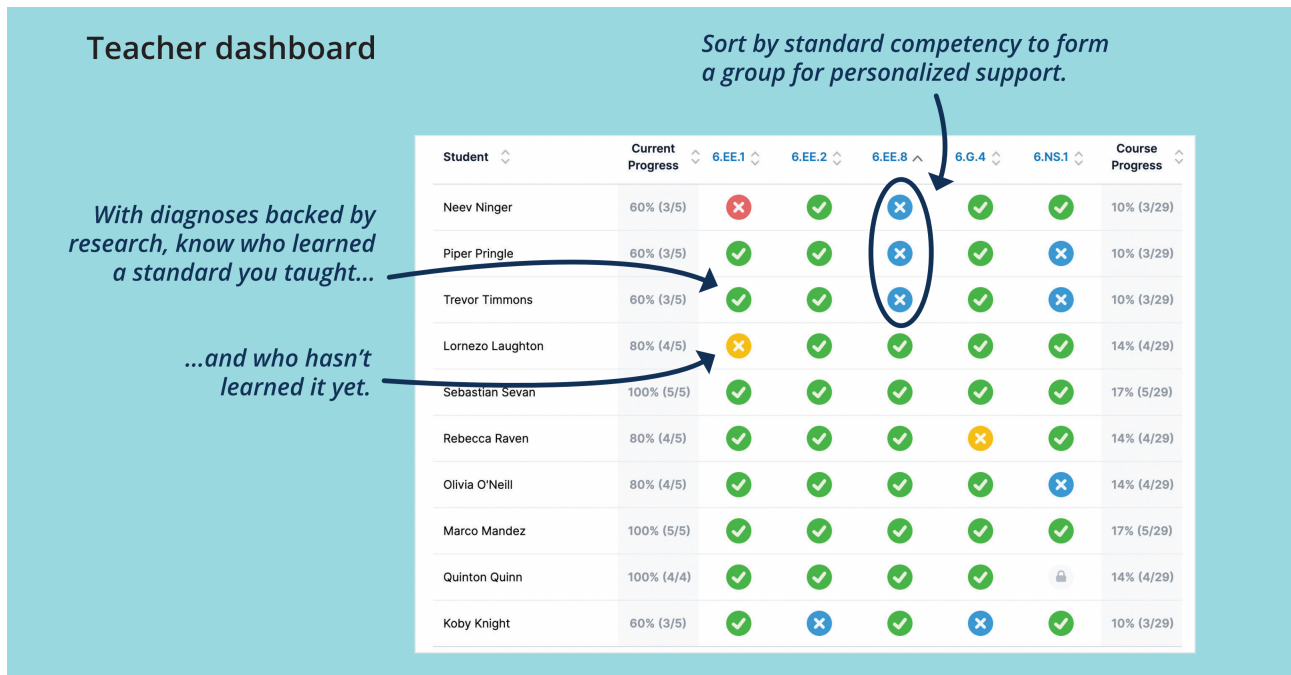 Teacher dashboard
Sort by standard competency to form
a group for personalized support.
With diagnoses backed by
research, know who learned
a standard you taught...
...and who hasn't
learned it yet.
Student Current Progress 6.EE.1 6.EE.2 6.EE.8 6.G.4 6.NS.1 Course Progress
Neev Ninger 60% (3/5) 10% (3/29)
Piper Pringle 60% (3/5) 10% (3/29)
Trevor Timmons 60% (3/5) 10% (3/29)
Lornezo Laughton 80% (4/5) 14% (4/29)
Sebastian Sevan 100% (5/5) 17% (5/29)
Rebecca Raven 80% (4/5) 14% (4/29)
Olivia O'Neill 80% (4/5) 14% (4/29)
Marco Mandez 100% (5/5) 17% (5/29)
Quinton Quinn 100% (4/4) 14% (4/29)
Koby Knight 60% (3/5) 10% (3/29)